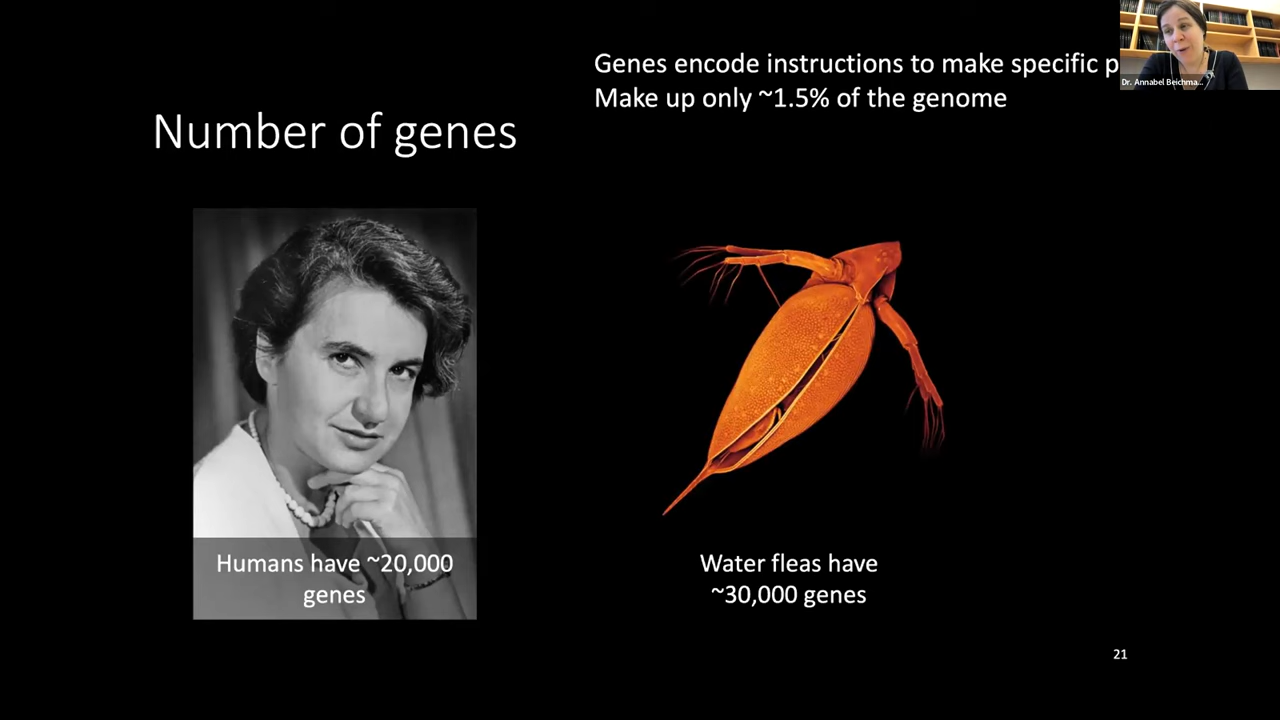 Genes encode instructions to make specific p
Make up only ~1.5% of the genome
Dr. Annabel Beichma...
Number of genes
Humans have ~20,000
genes
Water fleas have
~30,000 genes
21